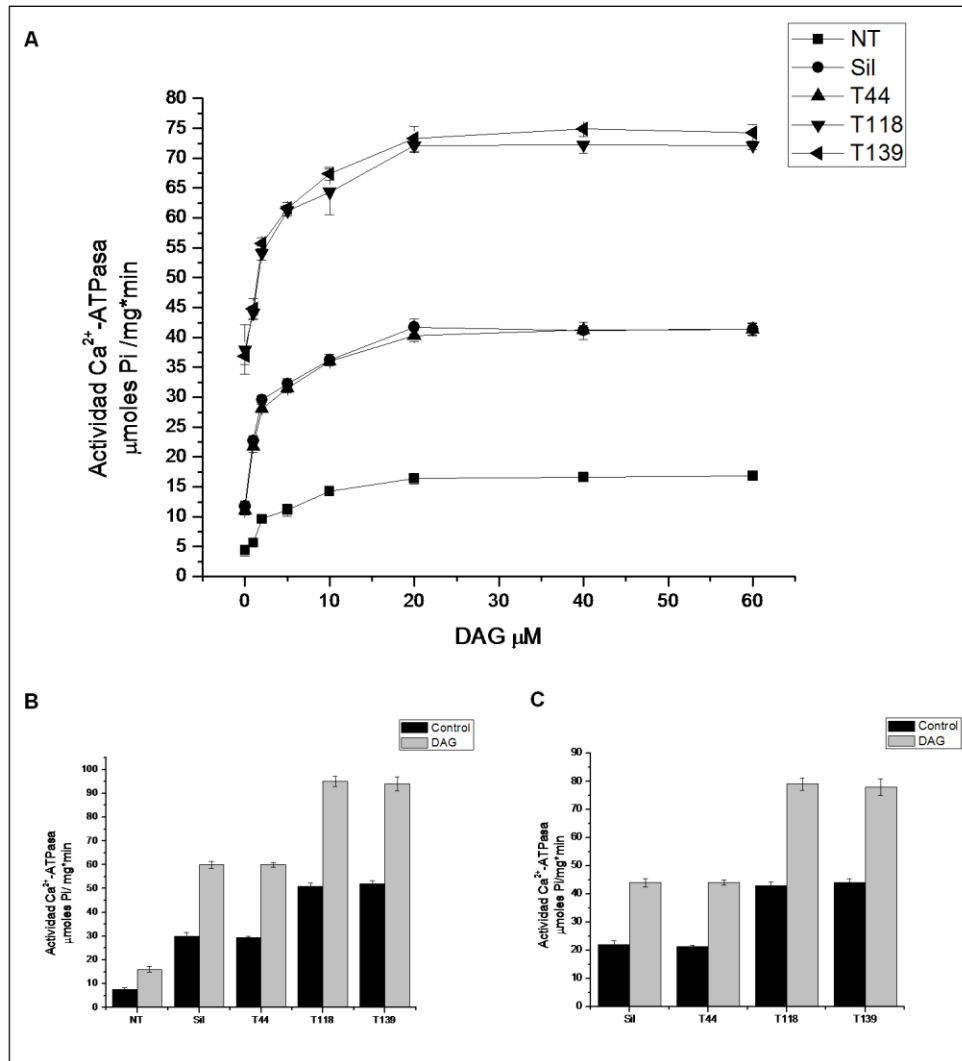 A
NT
Sil
T44
T118
T139
80
75
70
65
60
55
50
45
40
35
30
25
20
15
10
5
0
Actividad Ca²⁺-ATPasa
μmoles Pi /mg*min
0
10
20
30
40
50
60
DAG μM
B
Control
DAG
100
90
80
70
60
50
40
30
20
10
0
Actividad Ca²⁺-ATPasa
μmoles Pi/ mg*min
NT
Sil
T44
T118
T139
C
Control
DAG
90
80
70
60
50
40
30
20
10
0
Actividad Ca²⁺-ATPasa
μmoles Pi/mg*min
Sil
T44
T118
T139